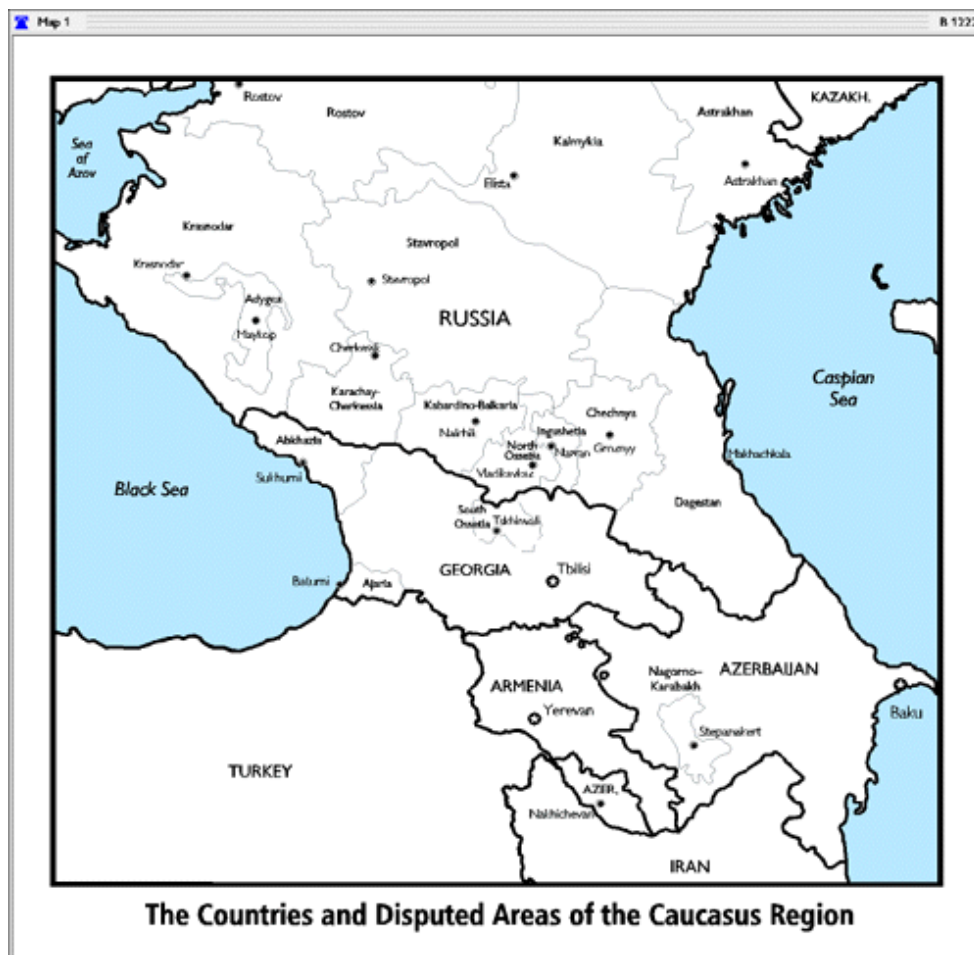 Map 1
B 1222
KAZAKH.
Rostov
Rostov
Astrakhan
Sea
of
Azov
Kalmykia
Elista
Astrakhan
Krasnodar
Stavropol
Krasnodar
Stavropol
Adygea
Maykop
RUSSIA
Cherkessk
Caspian
Sea
Karachay-
Cherkessia
Kabardino-Balkaria
Chechnya
Nalchik
Ingushetia
Grozny
Abkhazia
North
Ossetia
Nazran
Makhachkala
Sukhumi
Vladikavkaz
Black Sea
Dagestan
South
Ossetia
Tskhinvali
GEORGIA
Tbilisi
Batumi
Ajaria
Nagorno-
Karabakh
AZERBAIJAN
ARMENIA
Yerevan
Baku
Stepanakert
TURKEY
AZER.
Nakhichevan
IRAN
The Countries and Disputed Areas of the Caucasus Region